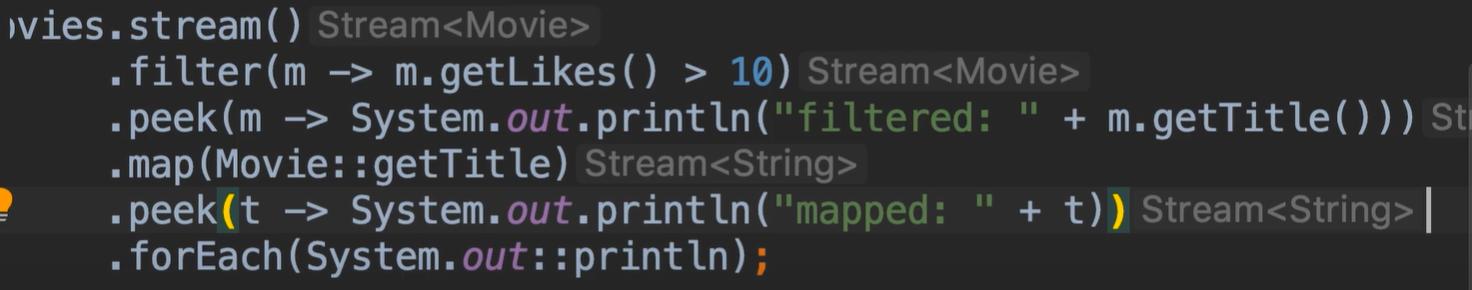 ovies.stream() Stream<Movie>
.filter(m -> m.getLikes() > 10) Stream<Movie>
.peek(m -> System.out.println("filtered: " + m.getTitle())) St
.map(Movie::getTitle) Stream<String>
.peek(t -> System.out.println("mapped: " + t)) Stream<String>
.forEach(System.out::println);